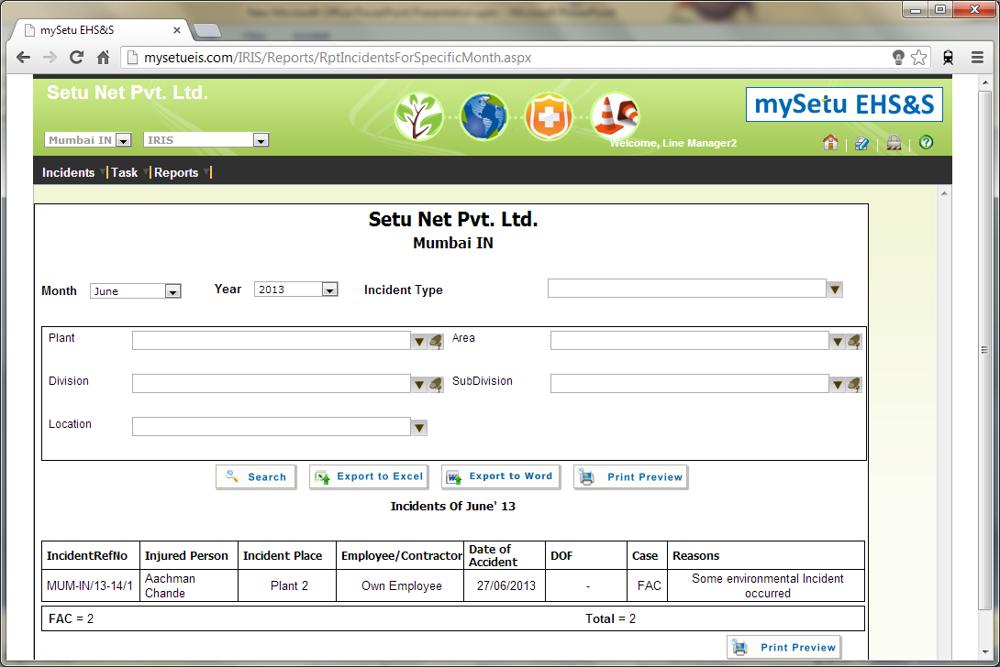 mySetu EHS&S
mysetueis.com/IRIS/Reports/RptIncidentsForSpecificMonth.aspx
Setu Net Pvt. Ltd.
mySetu EHS&S
Mumbai IN IRIS
Welcome, Line Manager2
Incidents Task Reports
Setu Net Pvt. Ltd.
Mumbai IN
Month June Year 2013 Incident Type
Plant Area
Division SubDivision
Location
Search Export to Excel Export to Word Print Preview
Incidents Of June' 13
IncidentRefNo Injured Person Incident Place Employee/Contractor Date of Accident DOF Case Reasons
MUM-IN/13-14/1 Aachman Chande Plant 2 Own Employee 27/06/2013 - FAC Some environmental Incident occurred
FAC = 2 Total = 2
Print Preview